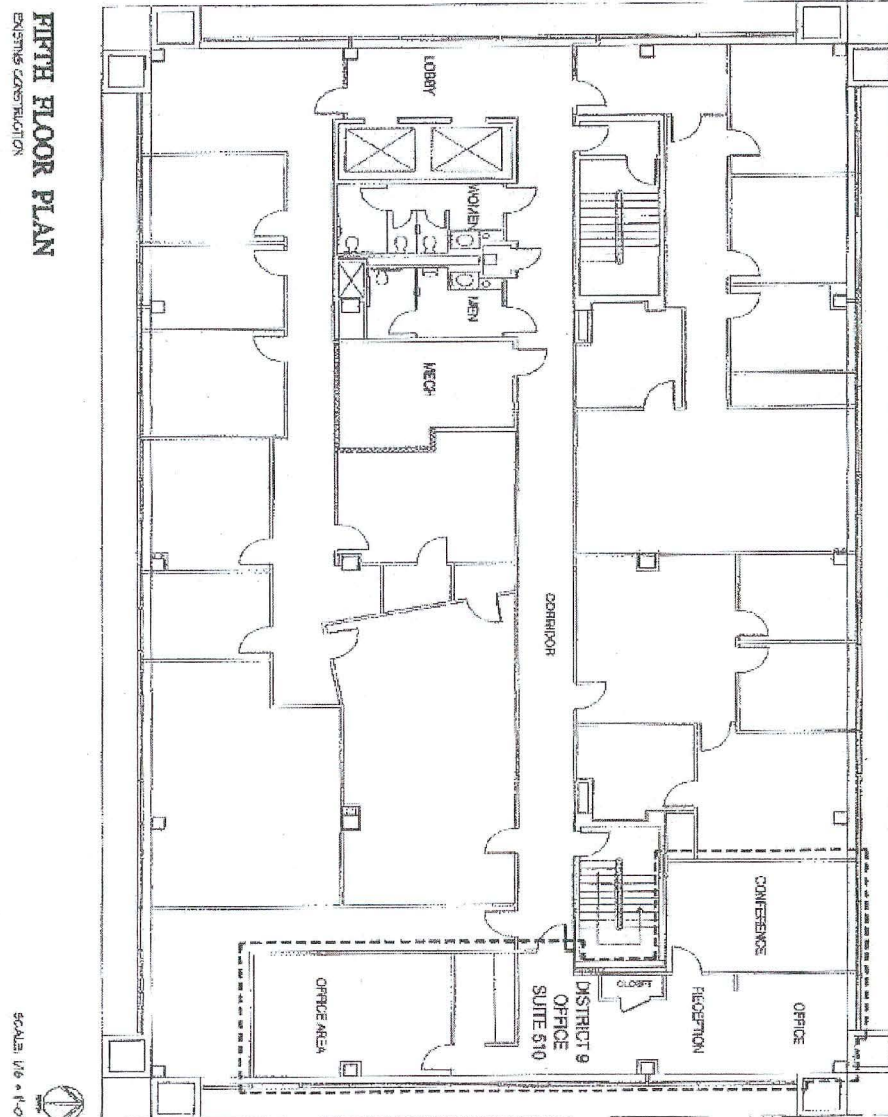 FIFTH FLOOR PLAN
EXISTING CONSTRUCTION
LOBBY
WOMEN
MEN
MECH
CORRIDOR
CONFERENCE
CLOSET
RECEPTION
OFFICE
DISTRICT 9
OFFICE
SUITE 510
OFFICE AREA